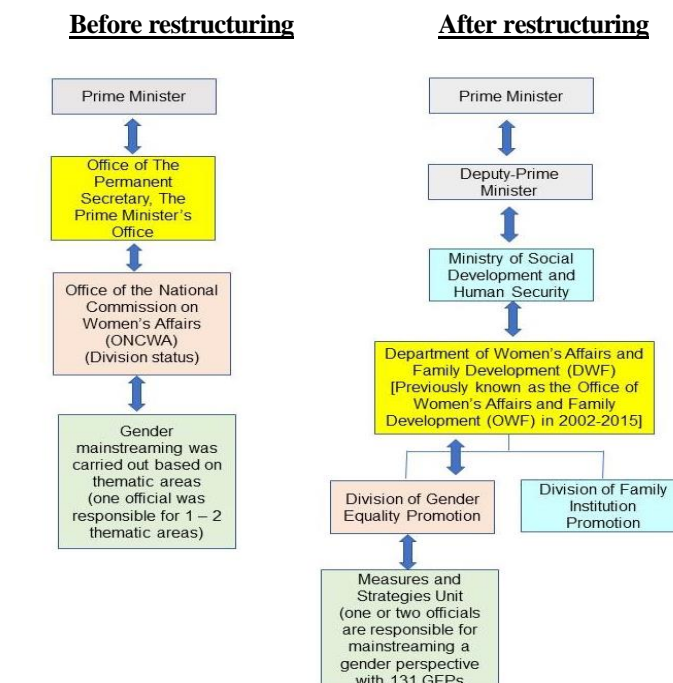 Before restructuring
Prime Minister
Office of The
Permanent
Secretary, The
Prime Minister's
Office
Office of the National
Commission on
Women's Affairs
(ONCWA)
(Division status)
Gender
mainstreaming was
carried out based on
thematic areas
(one official was
responsible for 1 – 2
thematic areas)
After restructuring
Prime Minister
Deputy-Prime
Minister
Ministry of Social
Development and
Human Security
Department of Women's Affairs and
Family Development (DWF)
[Previously known as the Office of
Women's Affairs and Family
Development (OWF) in 2002-2015]
Division of Gender
Equality Promotion
Division of Family
Institution
Promotion
Measures and
Strategies Unit
(one or two officials
are responsible for
mainstreaming a
gender perspective
with 131 GFPs